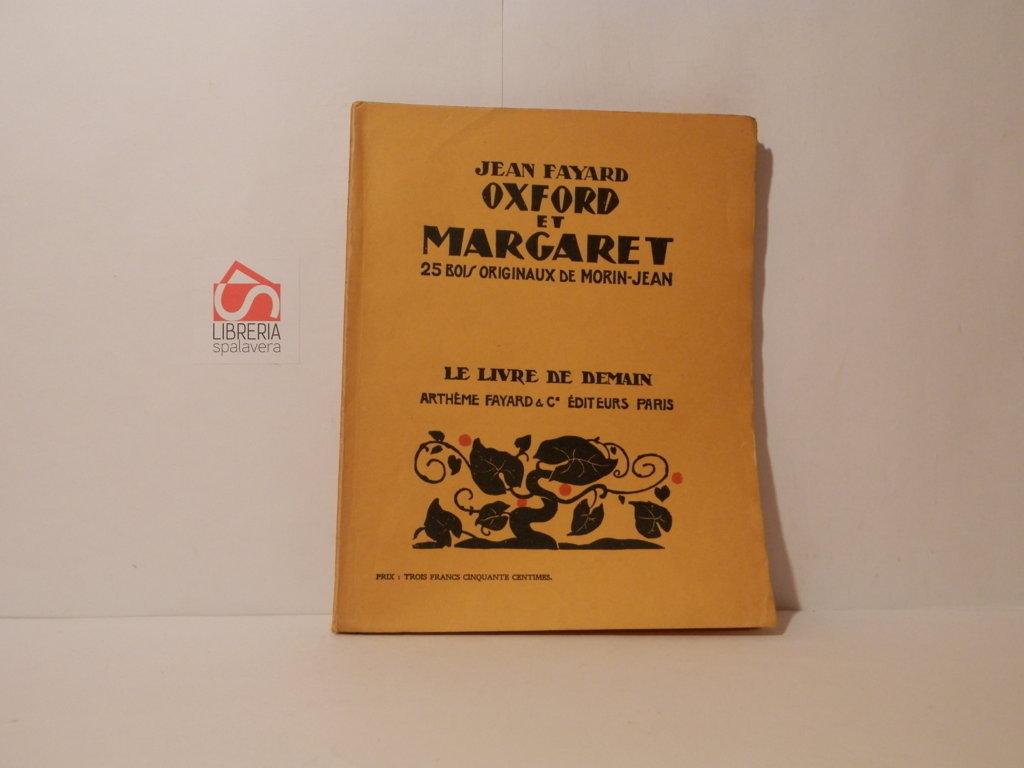 JEAN FAYARD
OXFORD
ET
MARGARET
25 BOIS ORIGINAUX DE MORIN-JEAN
LE LIVRE DE DEMAIN
ARTHÈME FAYARD & Cᵉ ÉDITEURS PARIS
PRIX : TROIS FRANCS CINQUANTE CENTIMES.
LIBRERIA
spalavera